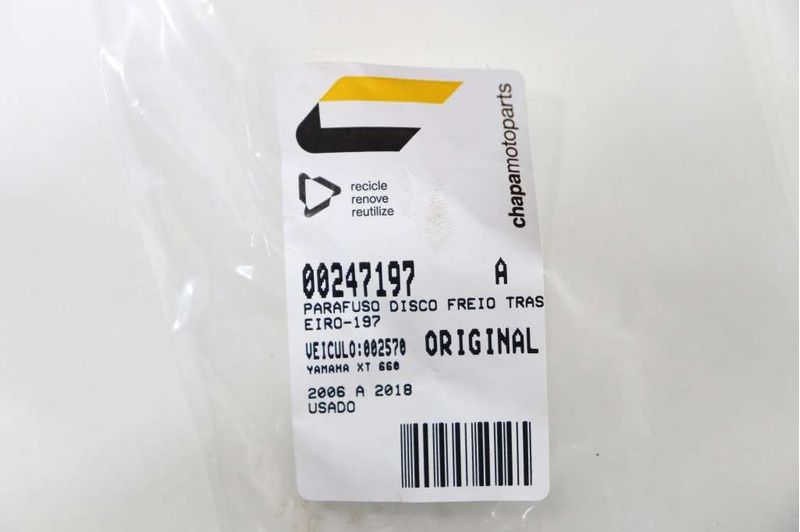 chapamotoparts
recicle
renove
reutilize
00247197 A
PARAFUSO DISCO FREIO TRAS
EIRO-197
VEICULO:002570 ORIGINAL
YAMAHA XT 660
2006 A 2018
USADO